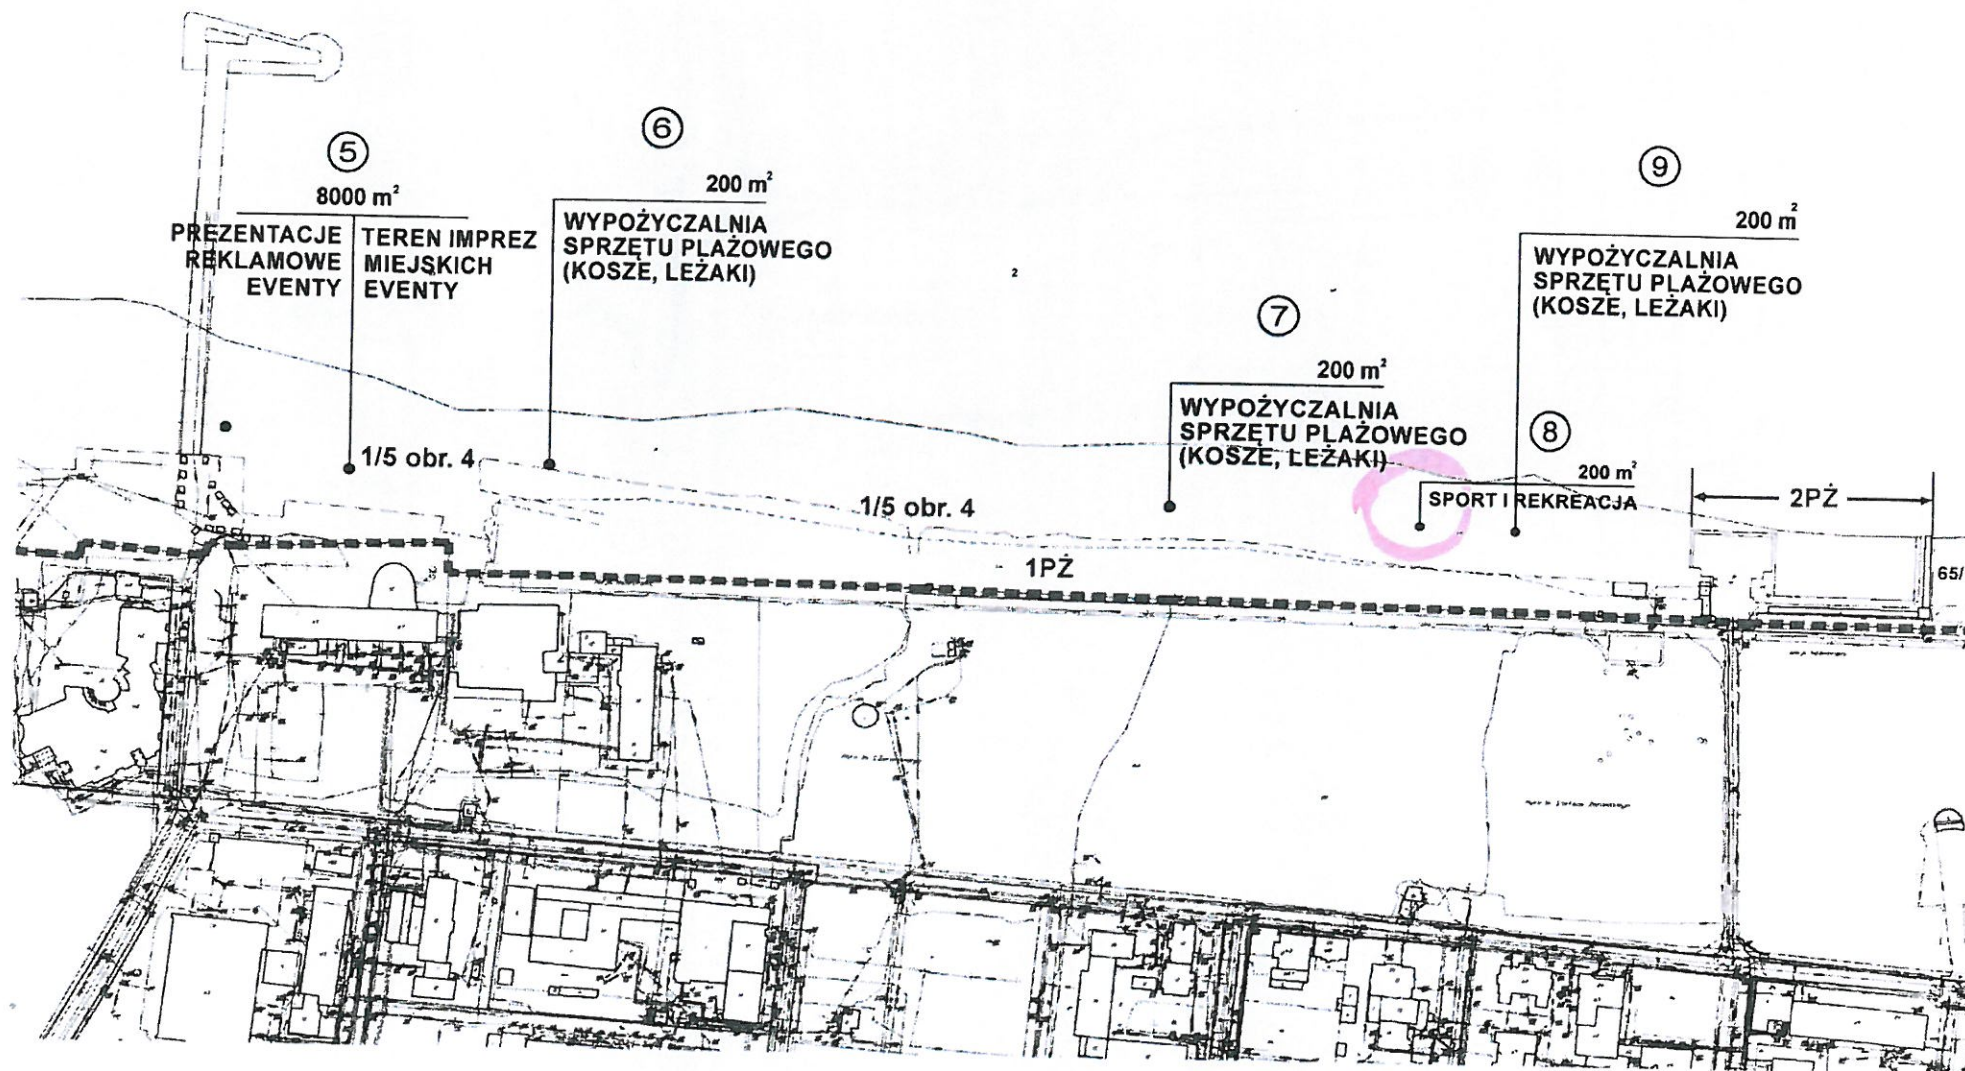 5
8000 m²
PREZENTACJE
REKLAMOWE
EVENTY
TEREN IMPREZ
MIEJSKICH
EVENTY
6
200 m²
WYPOŻYCZALNIA
SPRZĘTU PLAŻOWEGO
(KOSZE, LEŻAKI)
2
7
200 m²
WYPOŻYCZALNIA
SPRZĘTU PLAŻOWEGO
(KOSZE, LEŻAKI)
9
200 m²
WYPOŻYCZALNIA
SPRZĘTU PLAŻOWEGO
(KOSZE, LEŻAKI)
8
200 m²
SPORT I REKREACJA
2PŻ
1/5 obr. 4
1/5 obr. 4
1PŻ
65/